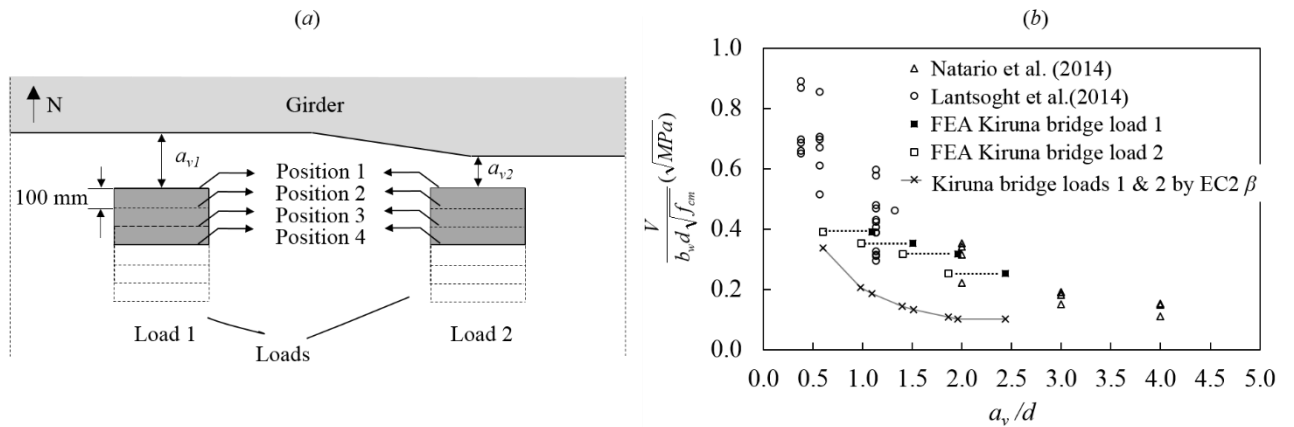 (a)
N
Girder
a_v1
a_v2
100 mm
Position 1
Position 2
Position 3
Position 4
Load 1
Loads
Load 2
(b)
V / b_w d √f_cm (√MPa)
1.0
0.8
0.6
0.4
0.2
0.0
Natario et al. (2014)
Lantsoght et al.(2014)
FEA Kiruna bridge load 1
FEA Kiruna bridge load 2
Kiruna bridge loads 1 & 2 by EC2 β
0.0 0.5 1.0 1.5 2.0 2.5 3.0 3.5 4.0 4.5 5.0
a_v /d